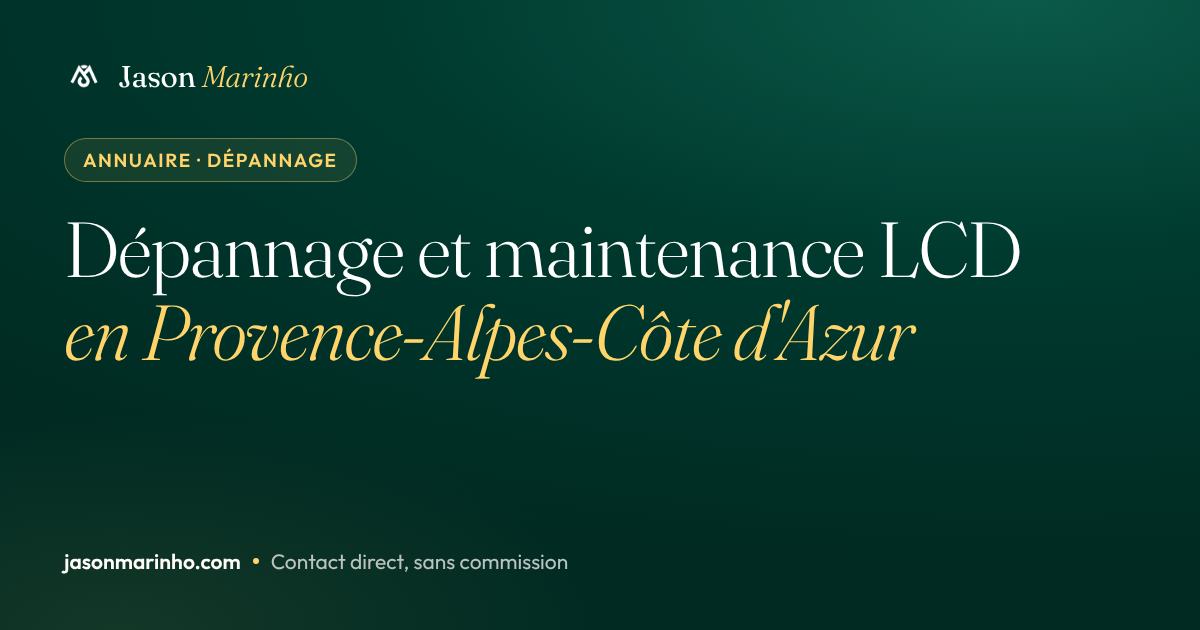 Jason Marinho
ANNUAIRE · DÉPANNAGE
Dépannage et maintenance LCD
en Provence-Alpes-Côte d'Azur
jasonmarinho.com • Contact direct, sans commission